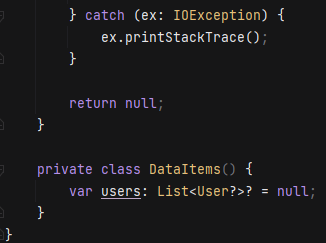 } catch (ex: IOException) {
ex.printStackTrace();
}
return null;
}
private class DataItems() {
var users: List<User?>? = null;
}
}